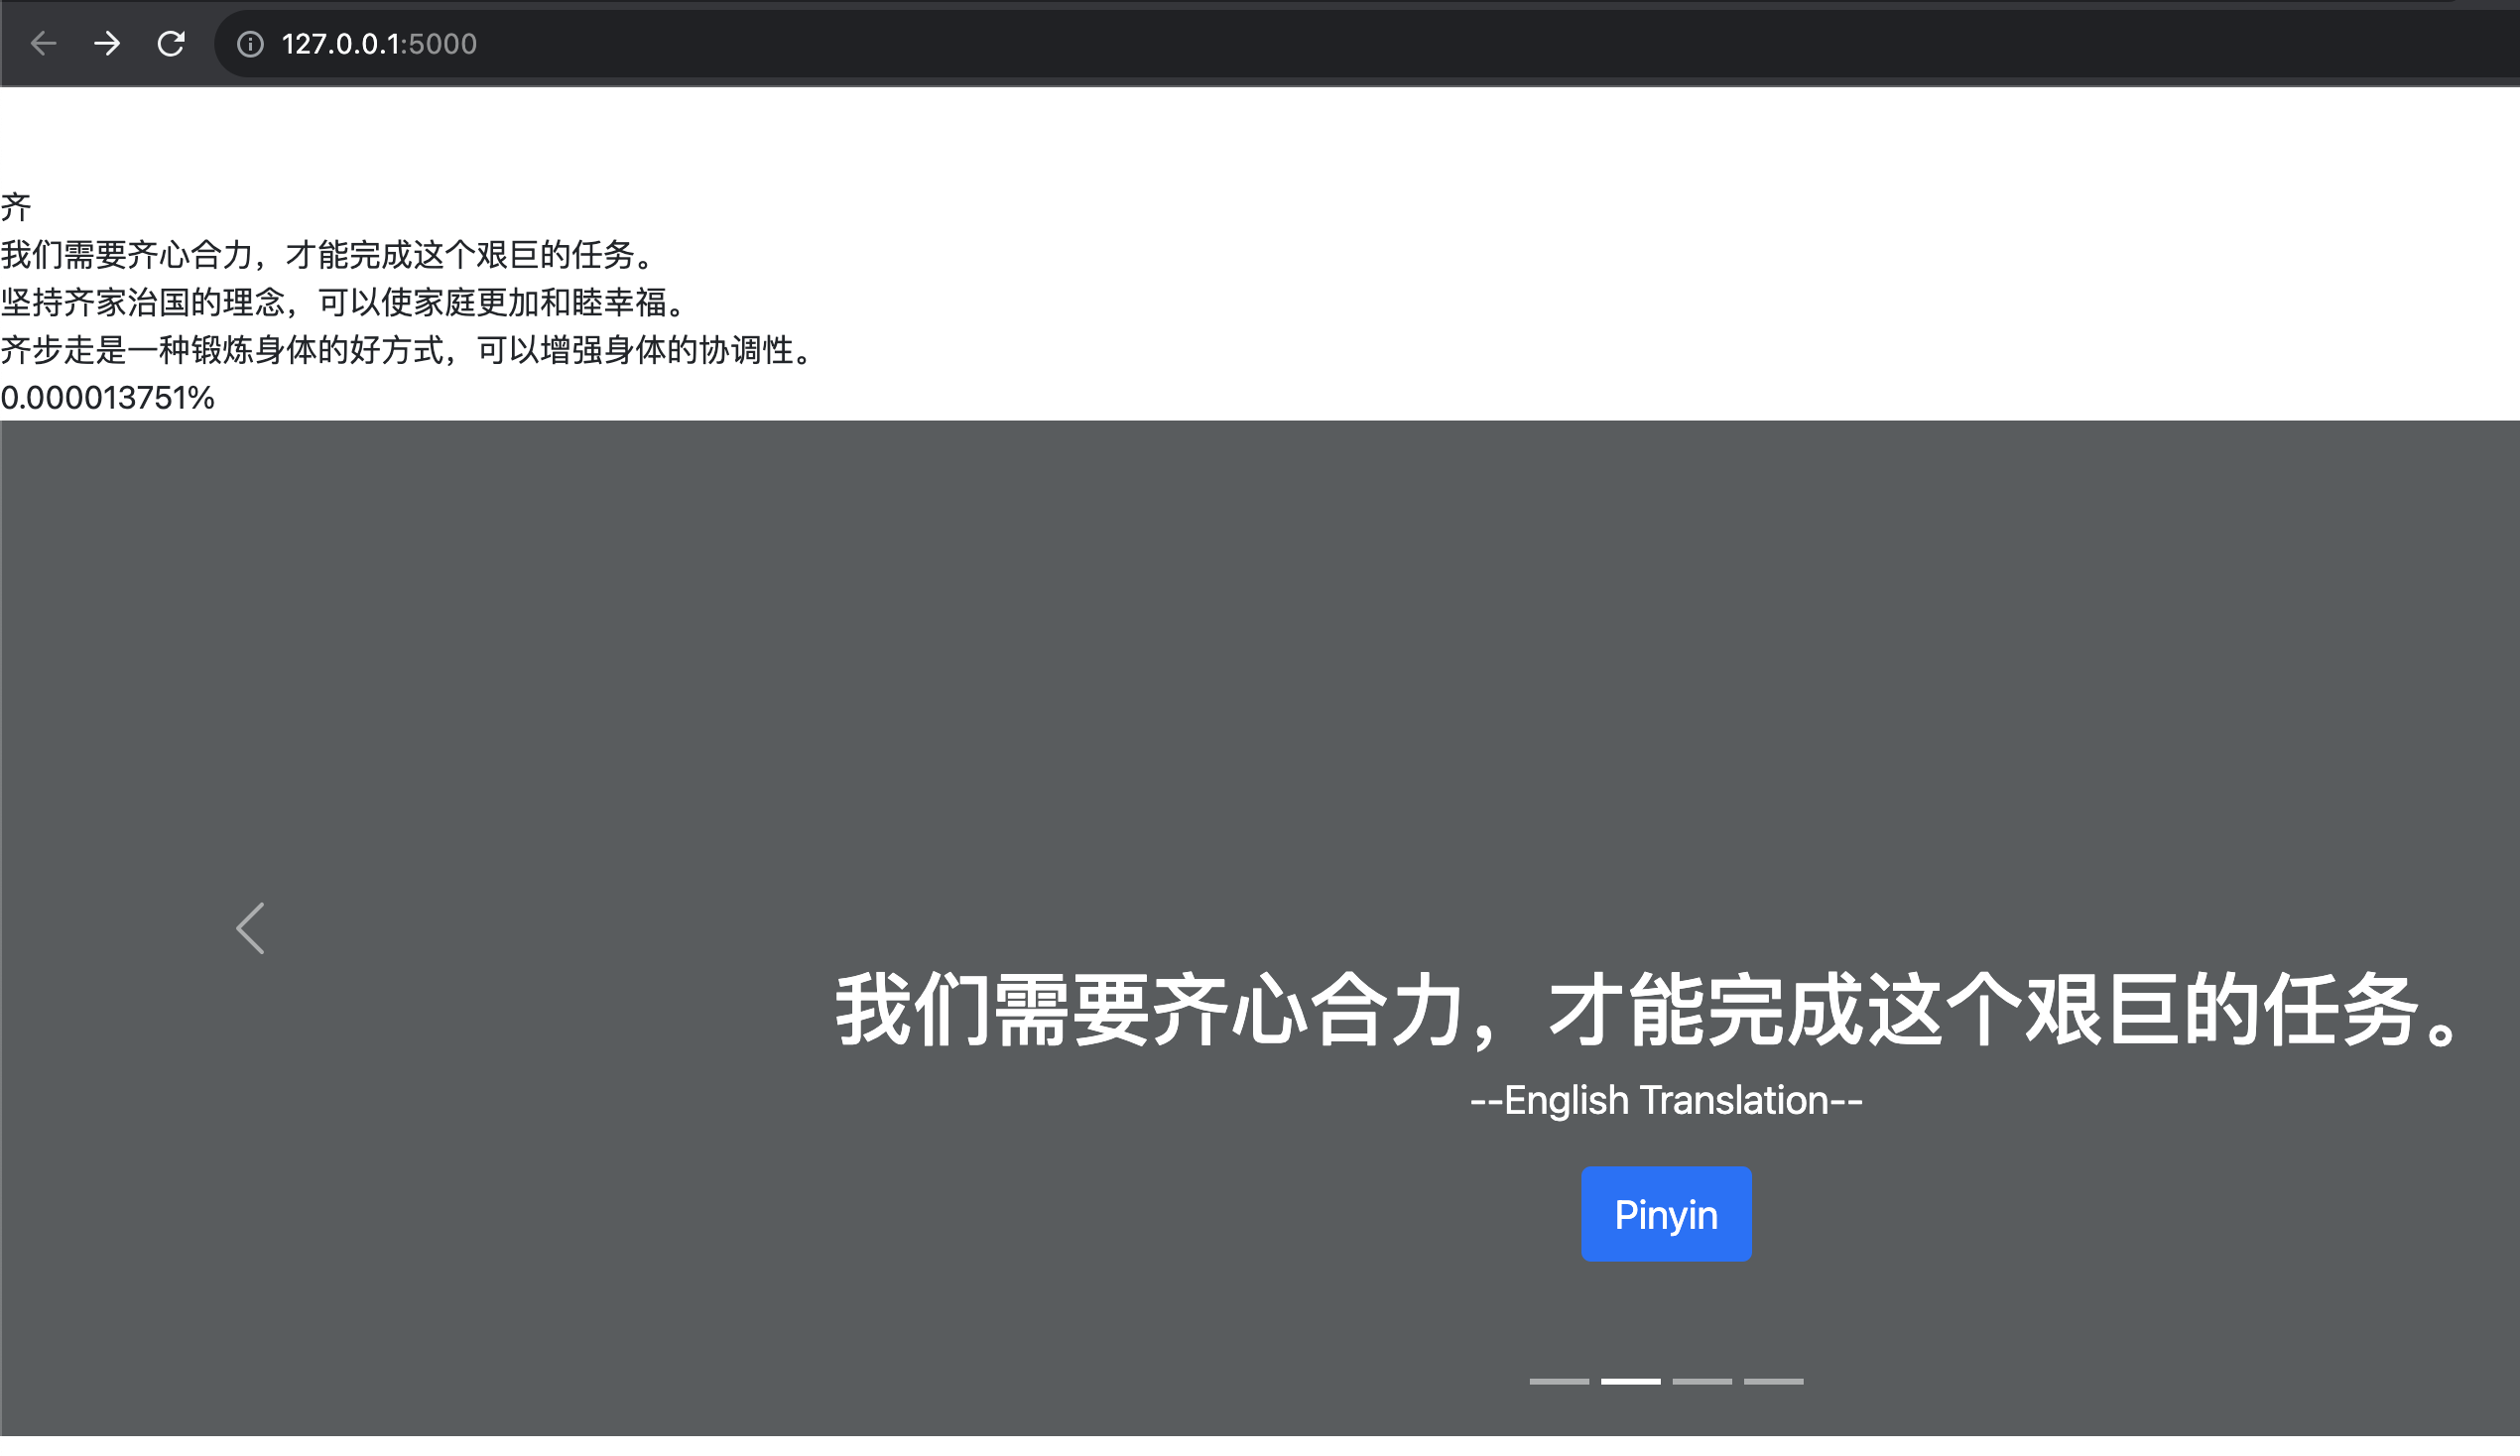 127.0.0.1:5000
齐
我们需要齐心合力，才能完成这个艰巨的任务。
坚持齐家治国的理念，可以使家庭更加和睦幸福。
齐步走是一种锻炼身体的好方式，可以增强身体的协调性。
0.000013751%
我们需要齐心合力，才能完成这个艰巨的任务。
--English Translation--
Pinyin